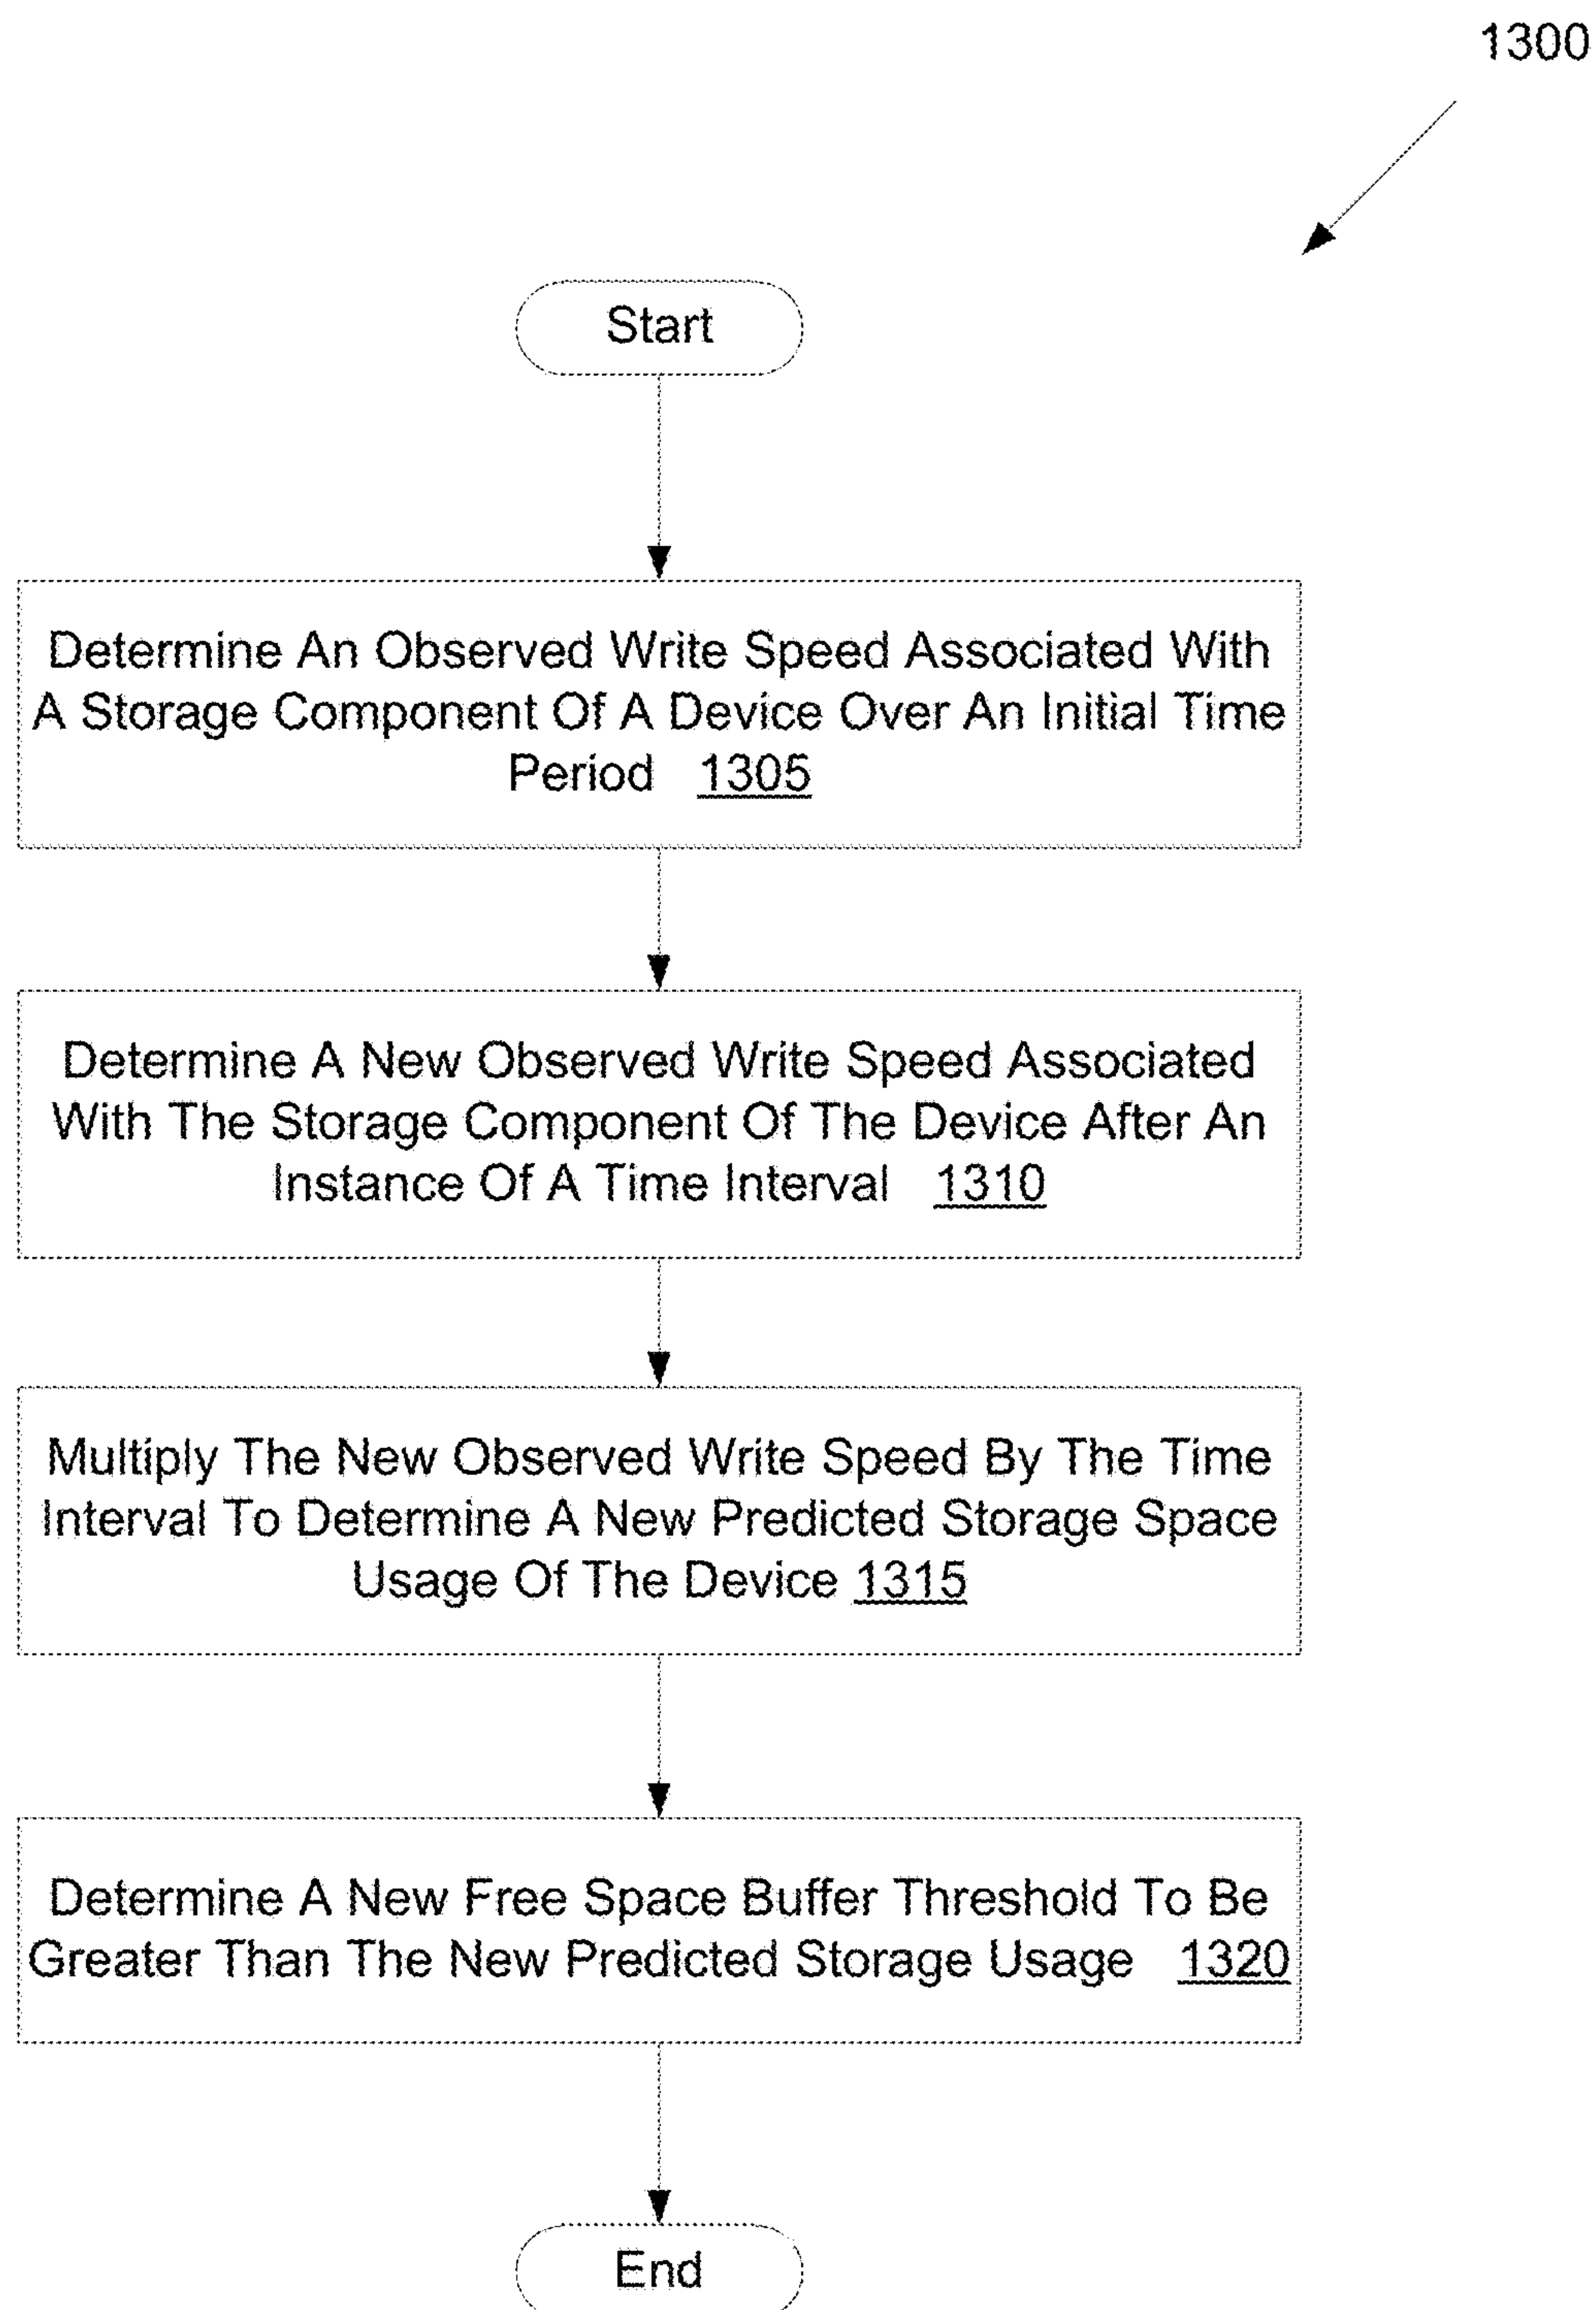 1300
Start
Determine An Observed Write Speed Associated With
A Storage Component Of A Device Over An Initial Time
Period 1305
Determine A New Observed Write Speed Associated
With The Storage Component Of The Device After An
Instance Of A Time Interval 1310
Multiply The New Observed Write Speed By The Time
Interval To Determine A New Predicted Storage Space
Usage Of The Device 1315
Determine A New Free Space Buffer Threshold To Be
Greater Than The New Predicted Storage Usage 1320
End